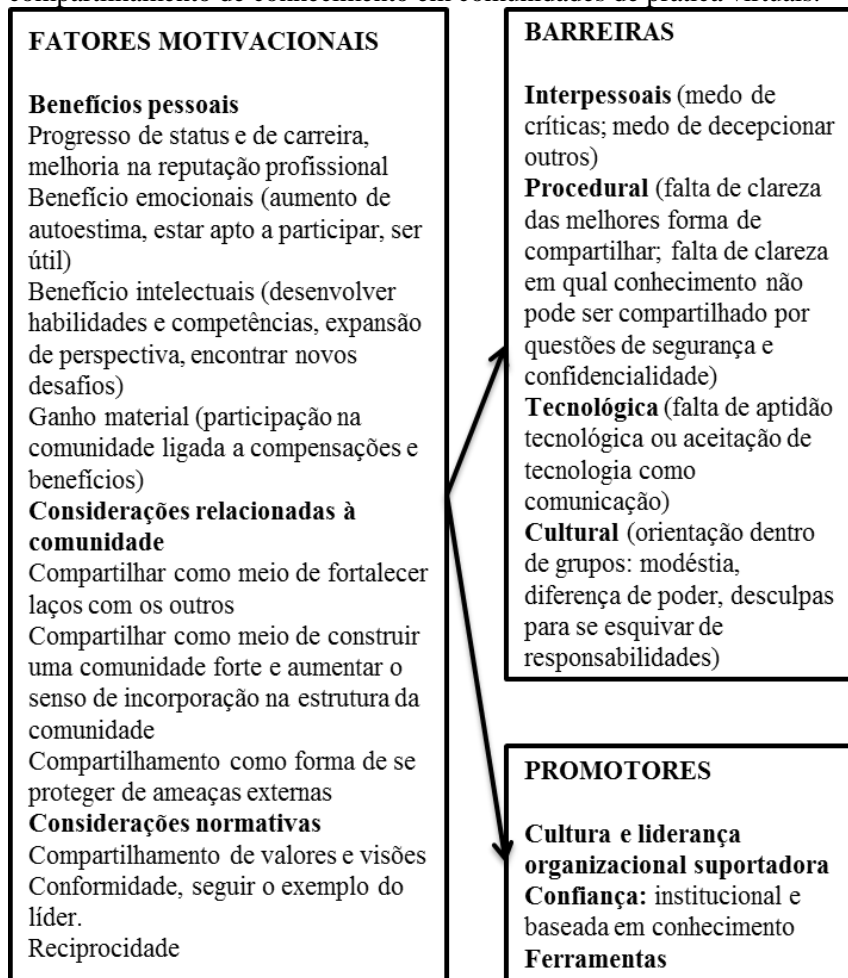 compartilhamento de conhecimento em comunidades de prática virtuais.
FATORES MOTIVACIONAIS
Benefícios pessoais
Progresso de status e de carreira,
melhoria na reputação profissional
Benefício emocionais (aumento de
autoestima, estar apto a participar, ser
útil)
Benefício intelectuais (desenvolver
habilidades e competências, expansão
de perspectiva, encontrar novos
desafios)
Ganho material (participação na
comunidade ligada a compensações e
benefícios)
Considerações relacionadas à
comunidade
Compartilhar como meio de fortalecer
laços com os outros
Compartilhar como meio de construir
uma comunidade forte e aumentar o
senso de incorporação na estrutura da
comunidade
Compartilhamento como forma de se
proteger de ameaças externas
Considerações normativas
Compartilhamento de valores e visões
Conformidade, seguir o exemplo do
líder.
Reciprocidade
BARREIRAS
Interpessoais (medo de
críticas; medo de decepcionar
outros)
Procedural (falta de clareza
das melhores forma de
compartilhar; falta de clareza
em qual conhecimento não
pode ser compartilhado por
questões de segurança e
confidencialidade)
Tecnológica (falta de aptidão
tecnológica ou aceitação de
tecnologia como
comunicação)
Cultural (orientação dentro
de grupos: modéstia,
diferença de poder, desculpas
para se esquivar de
responsabilidades)
PROMOTORES
Cultura e liderança
organizacional suportadora
Confiança: institucional e
baseada em conhecimento
Ferramentas